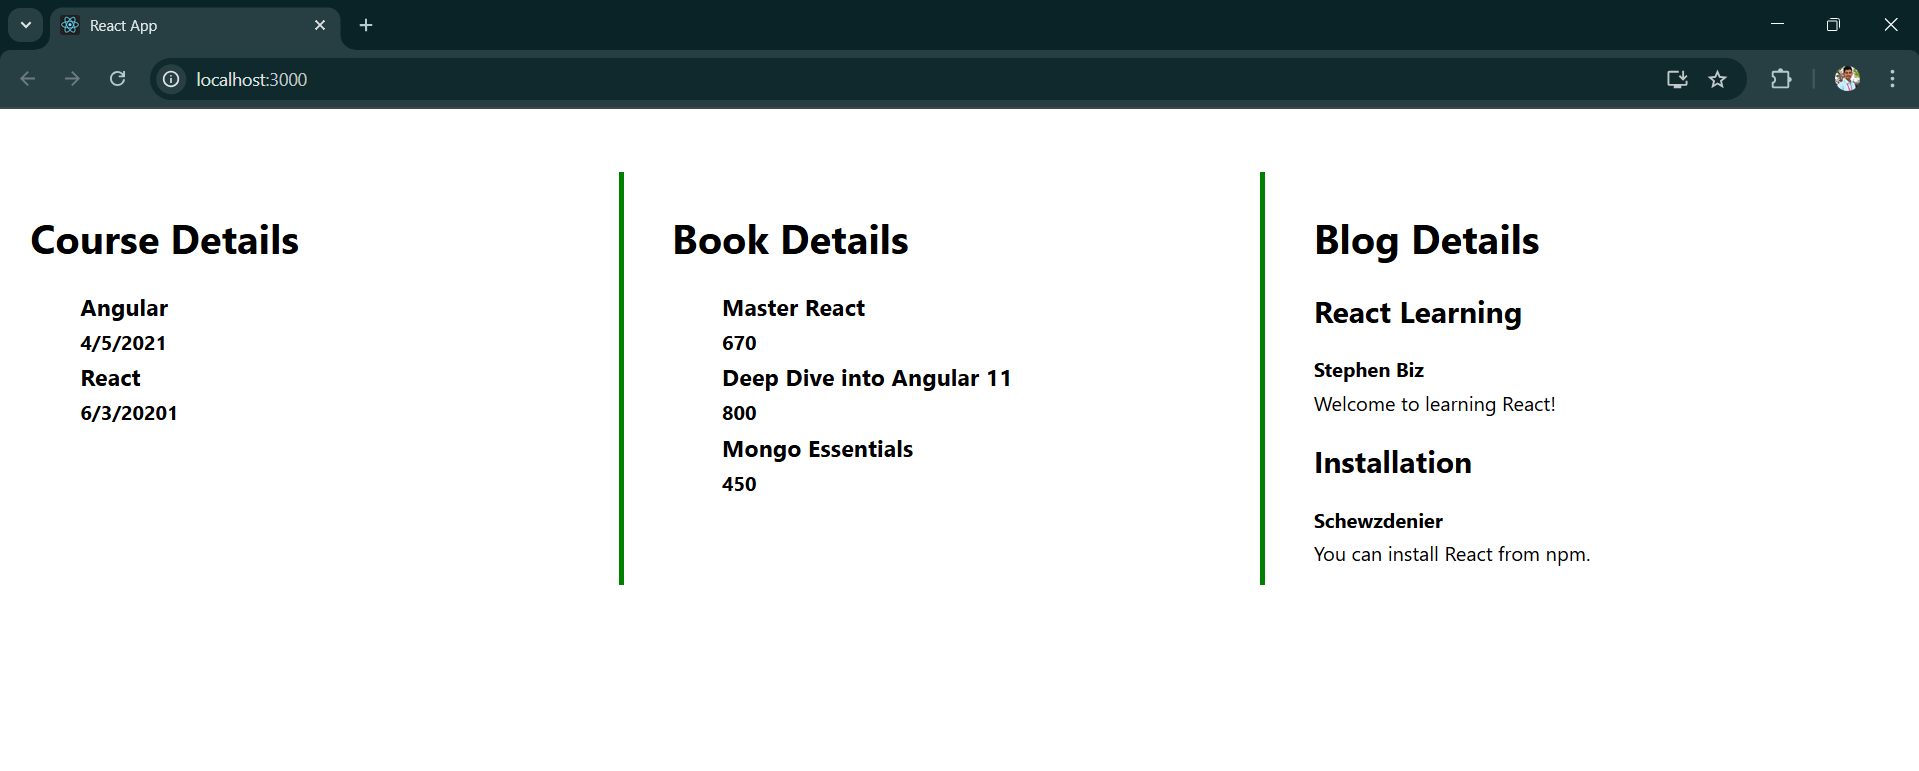 React App
localhost:3000
Course Details
Angular
4/5/2021
React
6/3/20201
Book Details
Master React
670
Deep Dive into Angular 11
800
Mongo Essentials
450
Blog Details
React Learning
Stephen Biz
Welcome to learning React!
Installation
Schewzdenier
You can install React from npm.